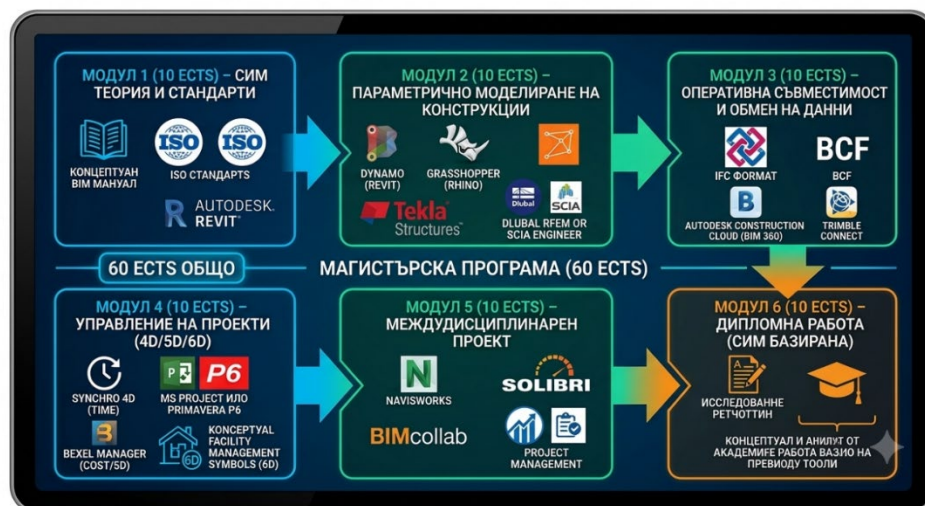 МОДУЛ 1 (10 ECTS) – СИМ
ТЕОРИЯ И СТАНДАРТИ
КОНЦЕПТУАН
BIM МАНУАЛ
ISO
ISO
ISO СТАНДАРТS
R
AUTODESK®
REVIT®
МОДУЛ 2 (10 ECTS) –
ПАРАМЕТРИЧНО МОДЕЛИРАНЕ НА
КОНСТРУКЦИИ
DYNAMO
(REVIT)
GRASSHOPPER
(RHINO)
Tekla
Structures
Dlubal
SCIA
DLUBAL RFEM OR
SCIA ENGINEER
МОДУЛ 3 (10 ECTS) –
ОПЕРАТИВНА СЪВМЕСТИМОСТ
И ОБМЕН НА ДАННИ
IFC ФОРМАТ
BCF
BCF
B
AUTODESK CONSTRUCTION
CLOUD (BIM 360)
TRIMBLE
CONNECT
60 ECTS ОБЩО
МАГИСТЪРСКА ПРОГРАМА (60 ECTS)
МОДУЛ 4 (10 ECTS) –
УПРАВЛЕНИЕ НА ПРОЕКТИ
(4D/5D/6D)
SYNCHRO 4D
(TIME)
P
P6
MS PROJECT ИЛО
PRIMAVERA P6
B
BEXEL MANAGER
(COST/5D)
6D
KONCEPTYAL
FACILITY
MANAGEMENT
SYMBOLS (6D)
МОДУЛ 5 (10 ECTS) –
МЕЖДУДИСЦИПЛИНАРЕН
ПРОЕКТ
N
NAVISWORKS
SOLIBRI
BIMcollab
PROJECT
MANAGEMENT
МОДУЛ 6 (10 ECTS) –
ДИПЛОМНА РАБОТА
(СИМ БАЗИРАНА)
ИССЛЕДОВАННЕ
РЕТЧОТТИН
КОНЦЕПТУАЛ И АНИЛУТ ОТ
АКАДЕМИFЕ РАБОТА ВАЗИО НА
ПРЕВИОДУ ТООЛИ